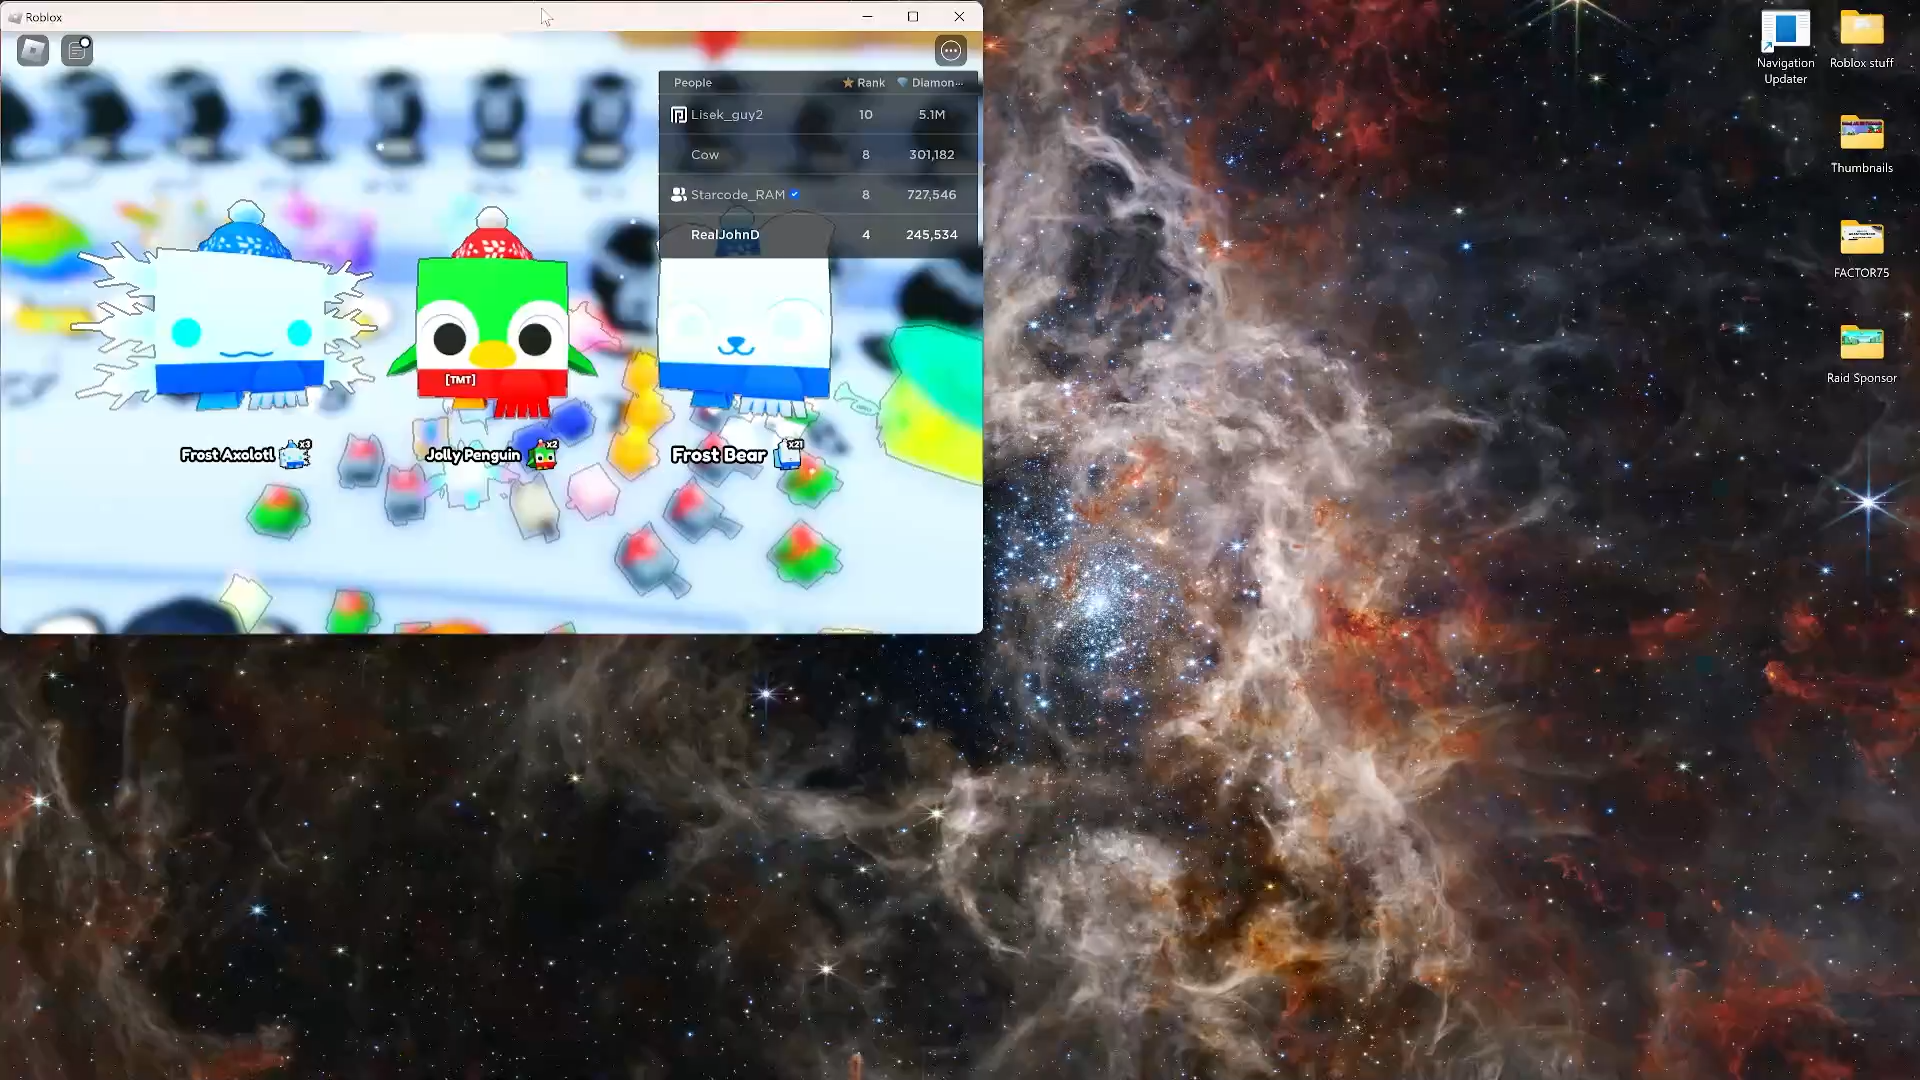 Roblox
People Rank Diamon...
Lisek_guy2 10 5.1M
Cow 8 301,182
Starcode_RAM 8 727,546
RealJohnD 4 245,534
[TMT]
Frost Axolotl x3
Jolly Penguin x2
Frost Bear x21
Navigation
Updater
Roblox stuff
Thumbnails
FACTOR75
Raid Sponsor